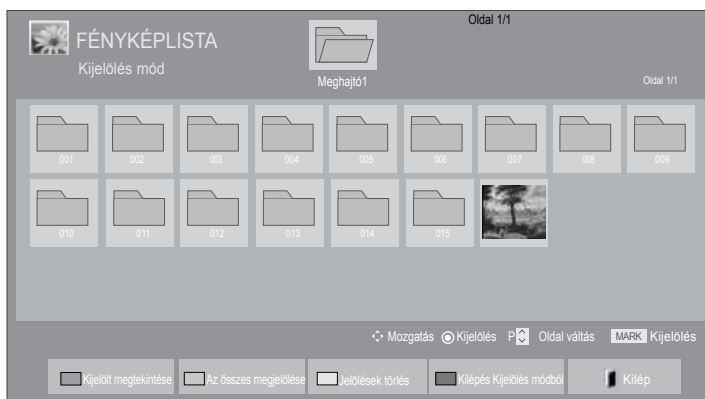 Oldal 1/1
FÉNYKÉPLISTA
Kijelölés mód
Meghajtó1
Oldal 1/1
001 002 003 004 005 006 007 008 009
010 011 012 013 014 015
Mozgatás Kijelölés P Oldal váltás MARK Kijelölés
Kijelölt megtekintése Az összes megjelölése Jelölések törlés Kilépés Kijelölés módból Kilép